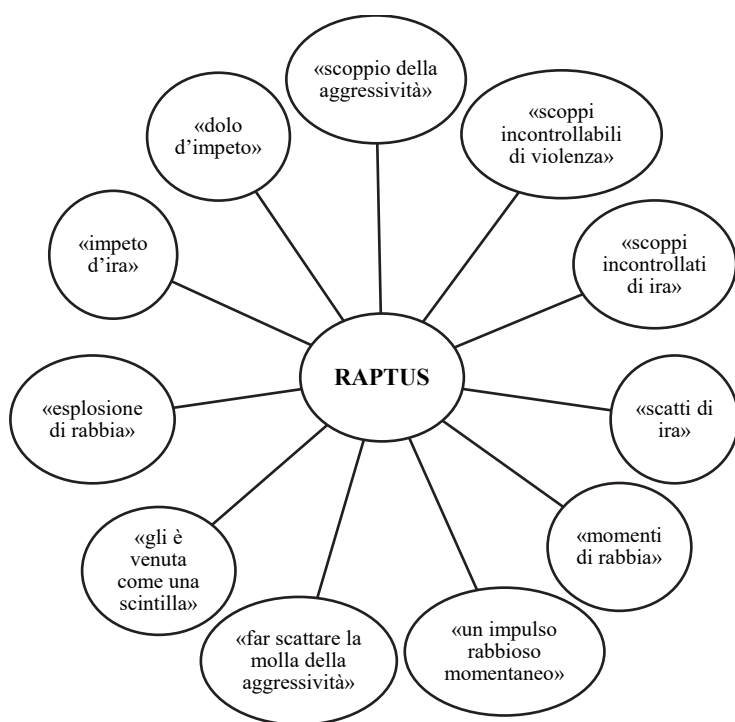 «scoppio della
aggressività»
«scoppi
incontrollabili
di violenza»
«scoppi
incontrollati
di ira»
«scatti di
ira»
«momenti
di rabbia»
«un impulso
rabbioso
momentaneo»
«far scattare la
molla della
aggressività»
«gli è
venuta
come una
scintilla»
«esplosione
di rabbia»
«impeto
d’ira»
«dolo
d’impeto»
RAPTUS